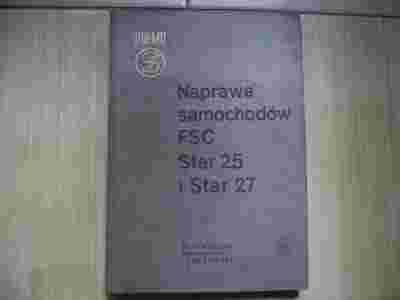 Naprawa
samochodów
FSC
Star 25
i Star 27